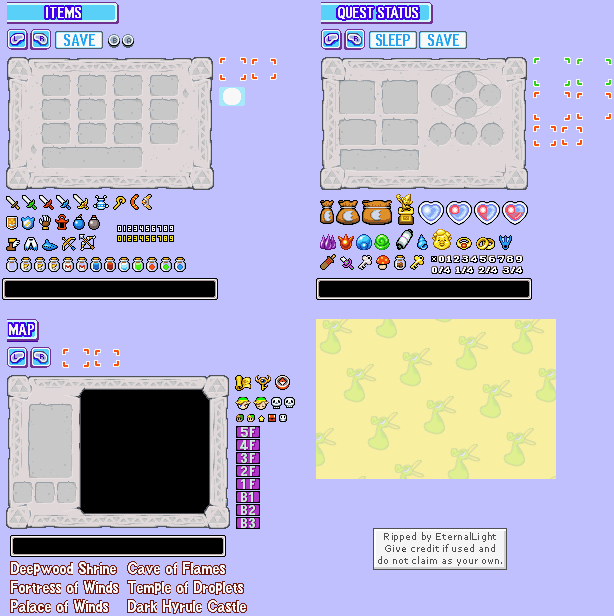 ITEMS
L R SAVE B A
0123456789
0123456789
QUEST STATUS
L R SLEEP SAVE
×0123456789
0/4 1/4 2/4 3/4
MAP
L R
5F
4F
3F
2F
1F
B1
B2
B3
Deepwood Shrine Cave of Flames
Fortress of Winds Temple of Droplets
Palace of Winds Dark Hyrule Castle
Ripped by EternalLight
Give credit if used and
do not claim as your own.